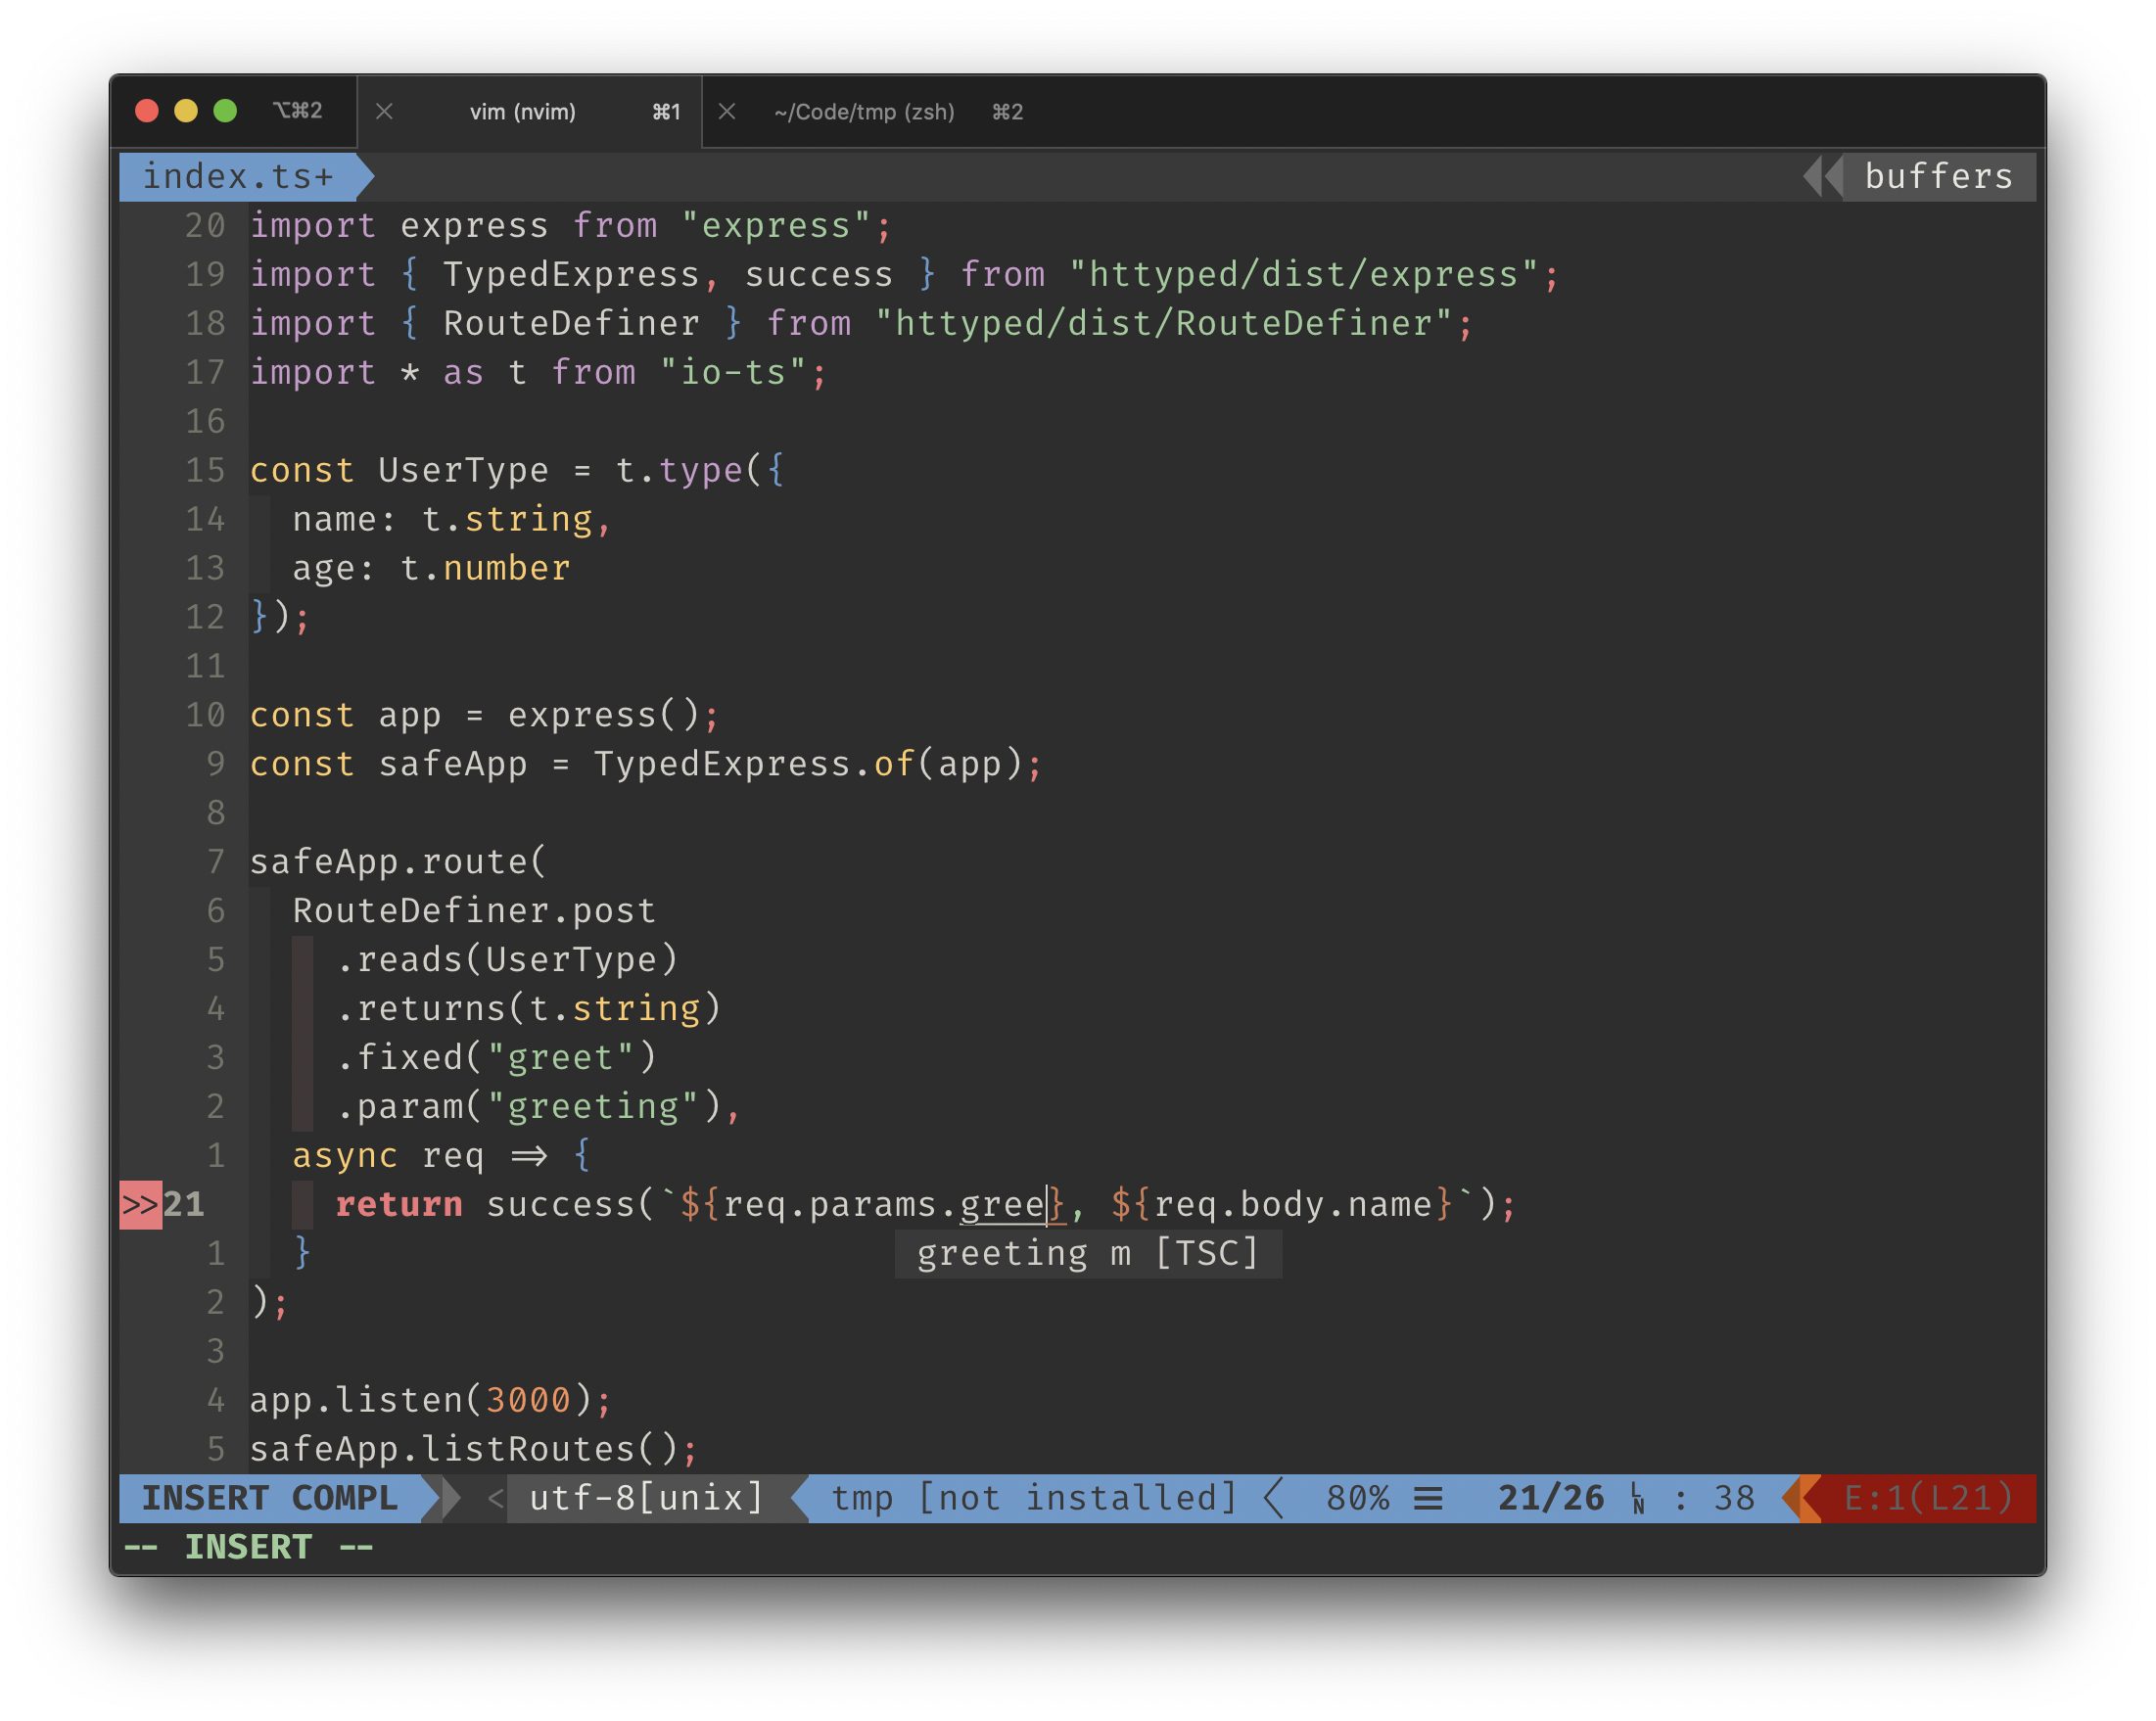 ⌥⌘2 vim (nvim) ⌘1 ~/Code/tmp (zsh) ⌘2
index.ts+ buffers
20 import express from "express";
19 import { TypedExpress, success } from "httyped/dist/express";
18 import { RouteDefiner } from "httyped/dist/RouteDefiner";
17 import * as t from "io-ts";
16
15 const UserType = t.type({
14   name: t.string,
13   age: t.number
12 });
11
10 const app = express();
9 const safeApp = TypedExpress.of(app);
8
7 safeApp.route(
6   RouteDefiner.post
5     .reads(UserType)
4     .returns(t.string)
3     .fixed("greet")
2     .param("greeting"),
1   async req => {
>>21     return success(`${req.params.gree}, ${req.body.name}`);
1   } greeting m [TSC]
2 );
3
4 app.listen(3000);
5 safeApp.listRoutes();
INSERT COMPL < utf-8[unix] tmp [not installed] 80% ☰ 21/26 ␤ : 38 E:1(L21)
-- INSERT --